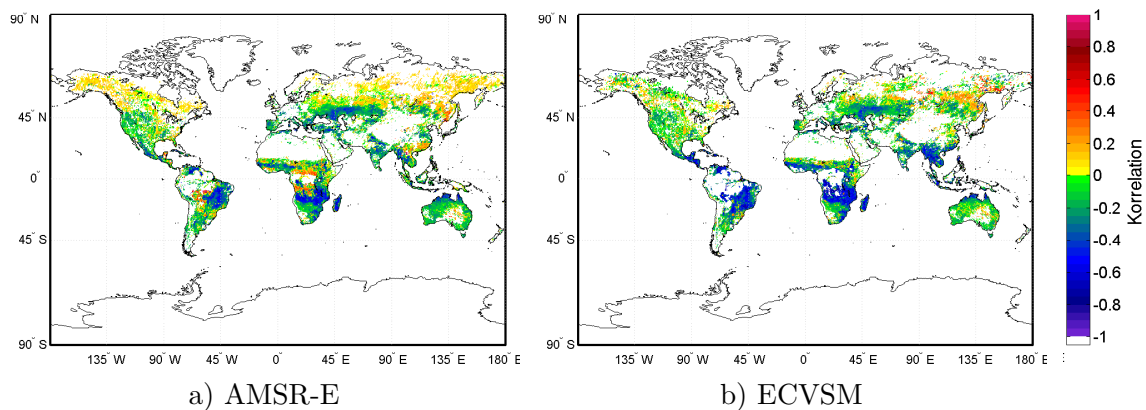 90° N
45° N
0°
45° S
90° S
135° W
90° W
45° W
0°
45° E
90° E
135° E
180° E
a) AMSR-E
90° N
45° N
0°
45° S
90° S
135° W
90° W
45° W
0°
45° E
90° E
135° E
180° E
b) ECVSM
1
0.8
0.6
0.4
0.2
0
-0.2
-0.4
-0.6
-0.8
-1
Korrelation